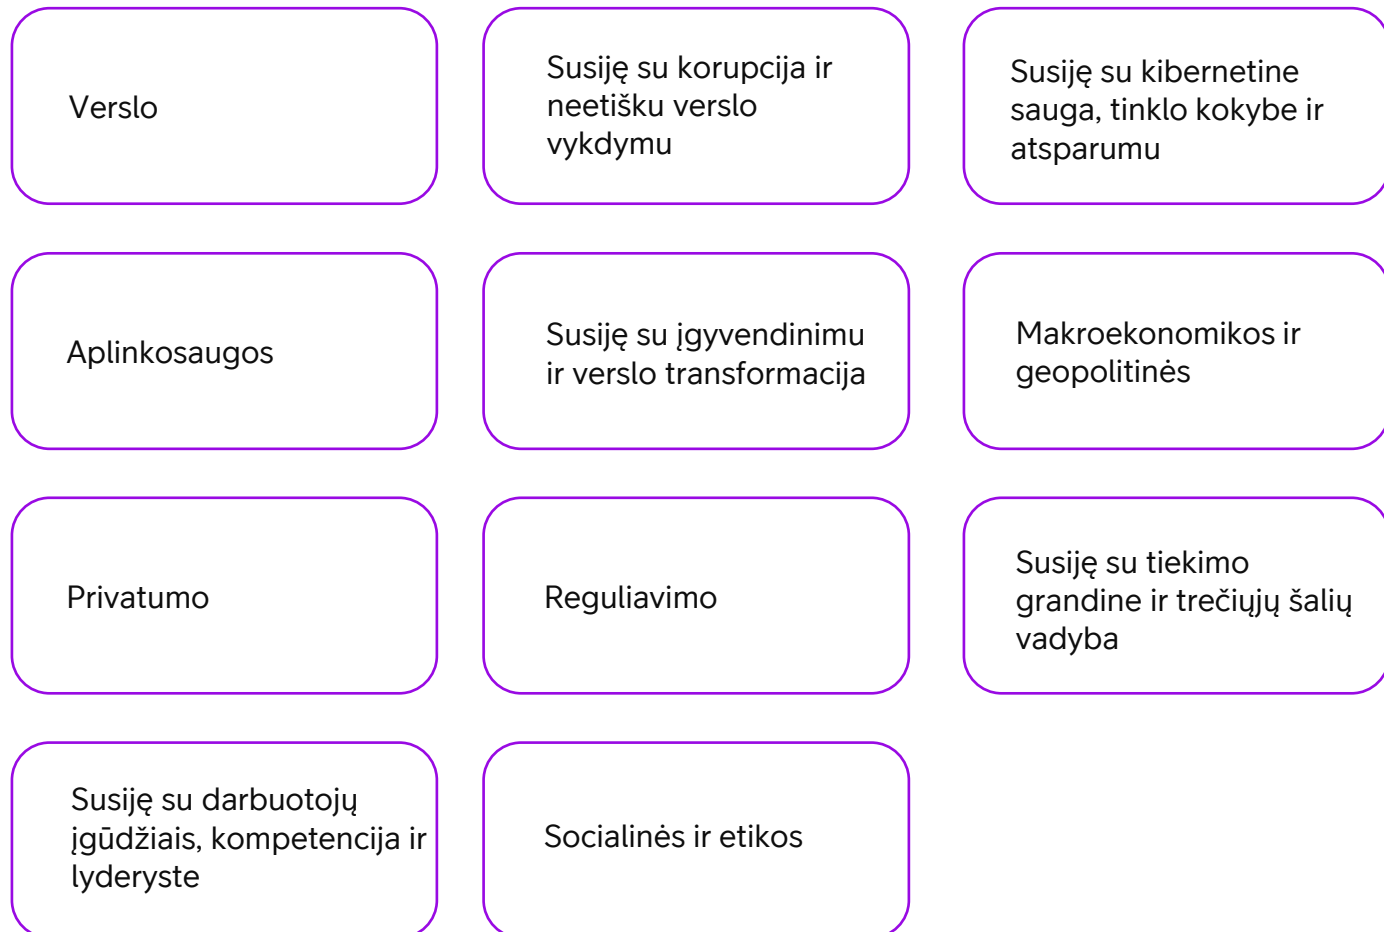 Verslo
Susiję su korupcija ir
neetišku verslo
vykdymu
Susiję su kibernetine
sauga, tinklo kokybe ir
atsparumu
Aplinkosaugos
Susiję su įgyvendinimu
ir verslo transformacija
Makroekonomikos ir
geopolitinės
Privatumo
Reguliavimo
Susiję su tiekimo
grandine ir trečiųjų šalių
vadyba
Susiję su darbuotojų
įgūdžiais, kompetencija ir
lyderyste
Socialinės ir etikos